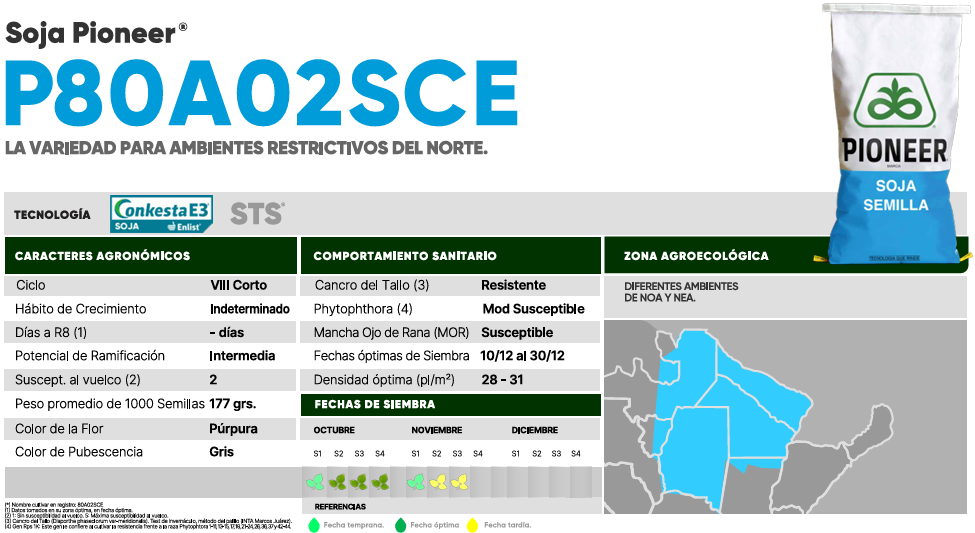 Soja Pioneer®
P80A02SCE
LA VARIEDAD PARA AMBIENTES RESTRICTIVOS DEL NORTE.
PIONEER
MARCA
SOJA
SEMILLA
TECNOLOGÍA QUE RINDE
TECNOLOGÍA
Conkesta E3
SOJA
Enlist
STS®
CARACTERES AGRONÓMICOS
Ciclo VIII Corto
Hábito de Crecimiento Indeterminado
Días a R8 (1) - días
Potencial de Ramificación Intermedia
Suscept. al vuelco (2) 2
Peso promedio de 1000 Semillas 177 grs.
Color de la Flor Púrpura
Color de Pubescencia Gris
COMPORTAMIENTO SANITARIO
Cancro del Tallo (3) Resistente
Phytophthora (4) Mod Susceptible
Mancha Ojo de Rana (MOR) Susceptible
Fechas óptimas de Siembra 10/12 al 30/12
Densidad óptima (pl/m²) 28 - 31
FECHAS DE SIEMBRA
OCTUBRE NOVIEMBRE DICIEMBRE
S1 S2 S3 S4 S1 S2 S3 S4 S1 S2 S3 S4
REFERENCIAS
Fecha temprana. Fecha óptima Fecha tardía.
ZONA AGROECOLÓGICA
DIFERENTES AMBIENTES
DE NOA Y NEA.
(*) Nombre cultivar en registro: 80A02SCE
(1) Datos tomados en su zona óptima, en fecha óptima.
(2) 1: Sin susceptibilidad al vuelco. 5: Máxima susceptibilidad al vuelco.
(3) Cancro del Tallo (Diaporthe phaseolorum var-meridionalis). Test de invernáculo, método del palillo (INTA Marcos Juárez).
(4) Gen Rps 1K: Este gen le confiere al cultivar la resistencia frente a la raza Phytophtora